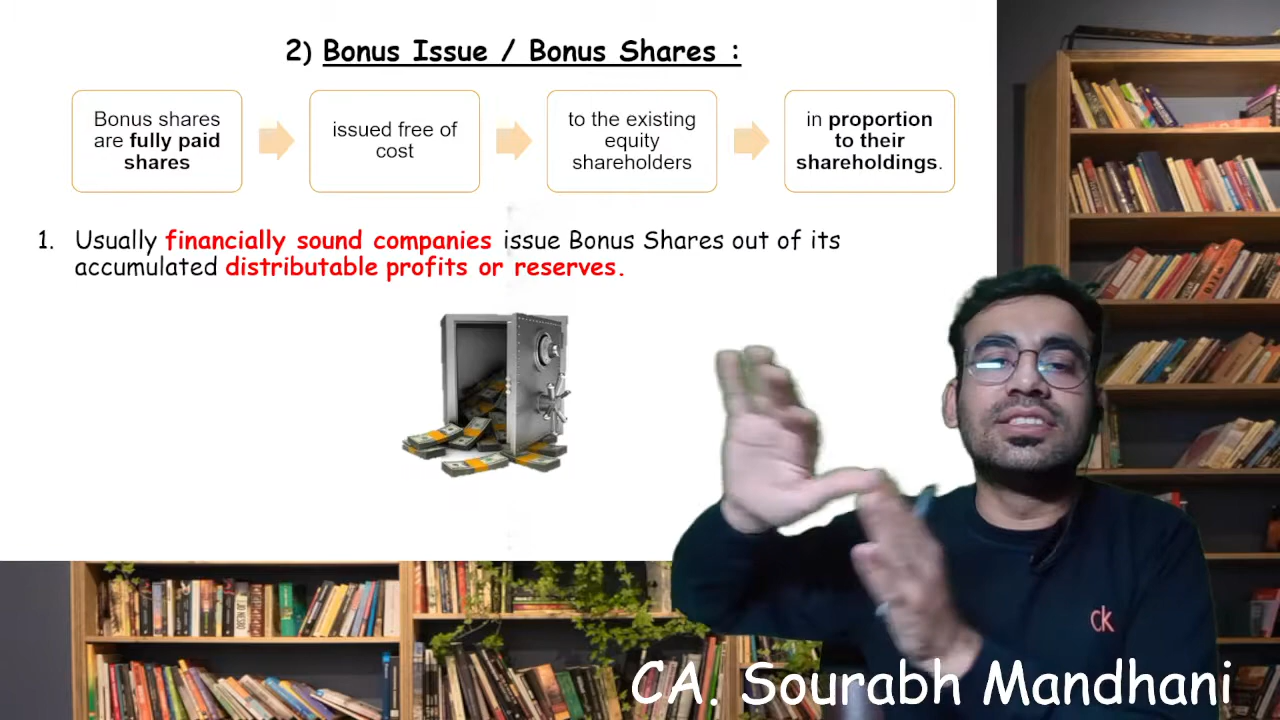 2) Bonus Issue / Bonus Shares :
Bonus shares
are fully paid
shares
issued free of
cost
to the existing
equity
shareholders
in proportion
to their
shareholdings.
1. Usually financially sound companies issue Bonus Shares out of its
accumulated distributable profits or reserves.
ck
CA. Sourabh Mandhani